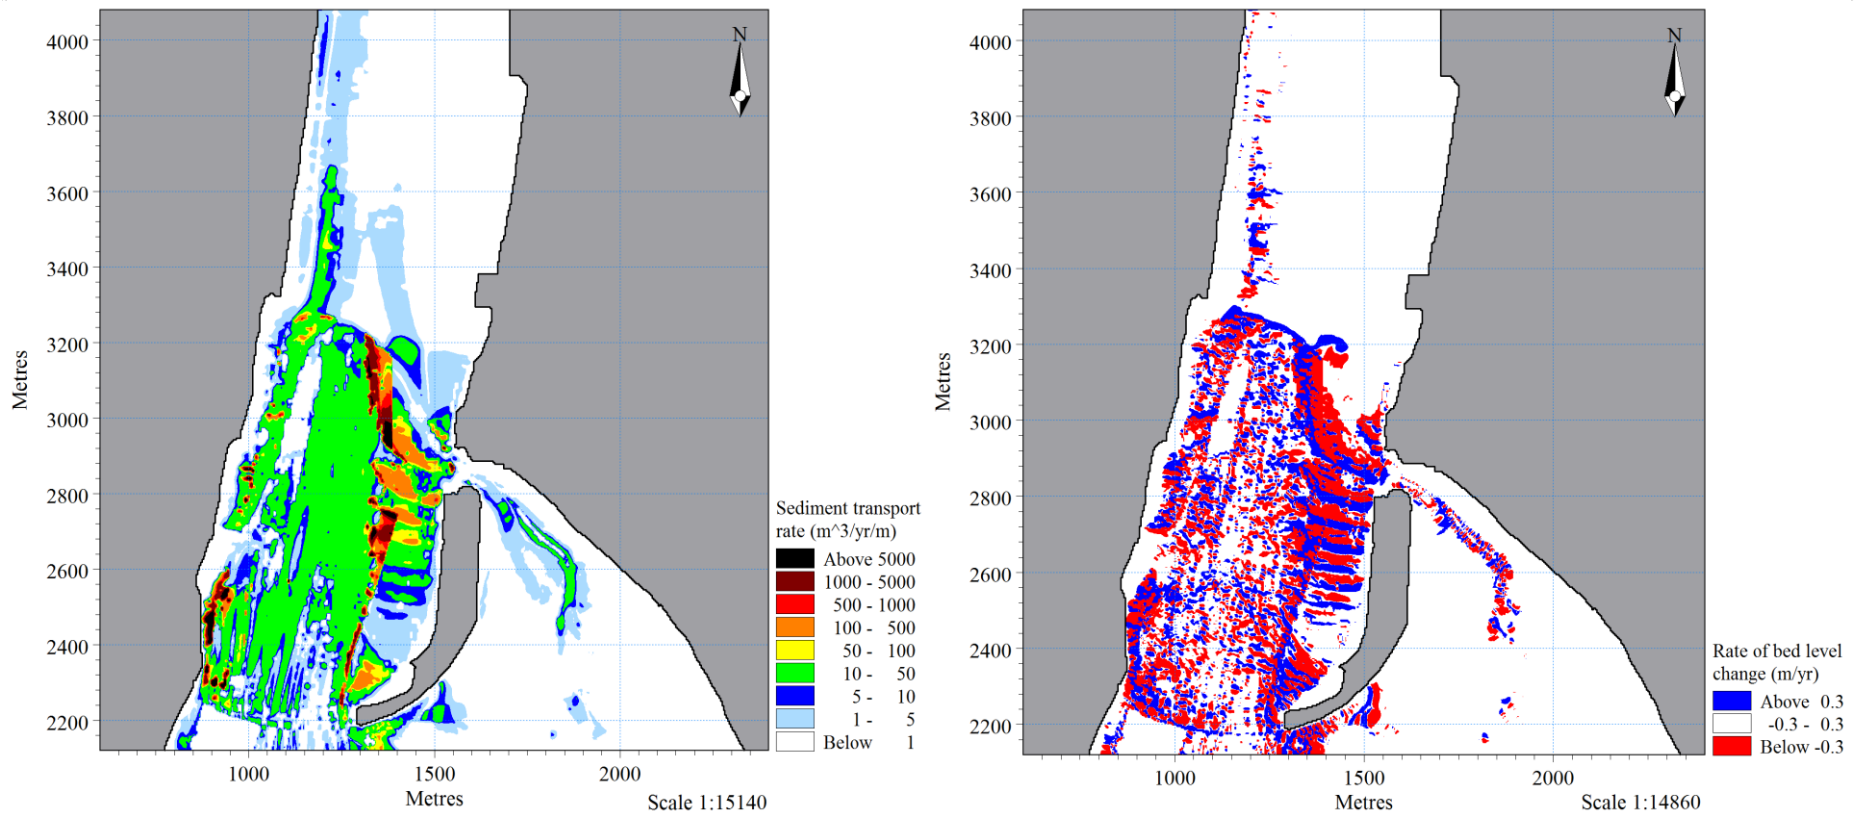 N
4000
3800
3600
3400
3200
3000
2800
2600
2400
2200
Metres
1000
1500
2000
Metres
Scale 1:15140
Sediment transport
rate (m^3/yr/m)
Above 5000
1000 - 5000
500 - 1000
100 - 500
50 - 100
10 - 50
5 - 10
1 - 5
Below 1
N
4000
3800
3600
3400
3200
3000
2800
2600
2400
2200
Metres
1000
1500
2000
Metres
Scale 1:14860
Rate of bed level
change (m/yr)
Above 0.3
-0.3 - 0.3
Below -0.3